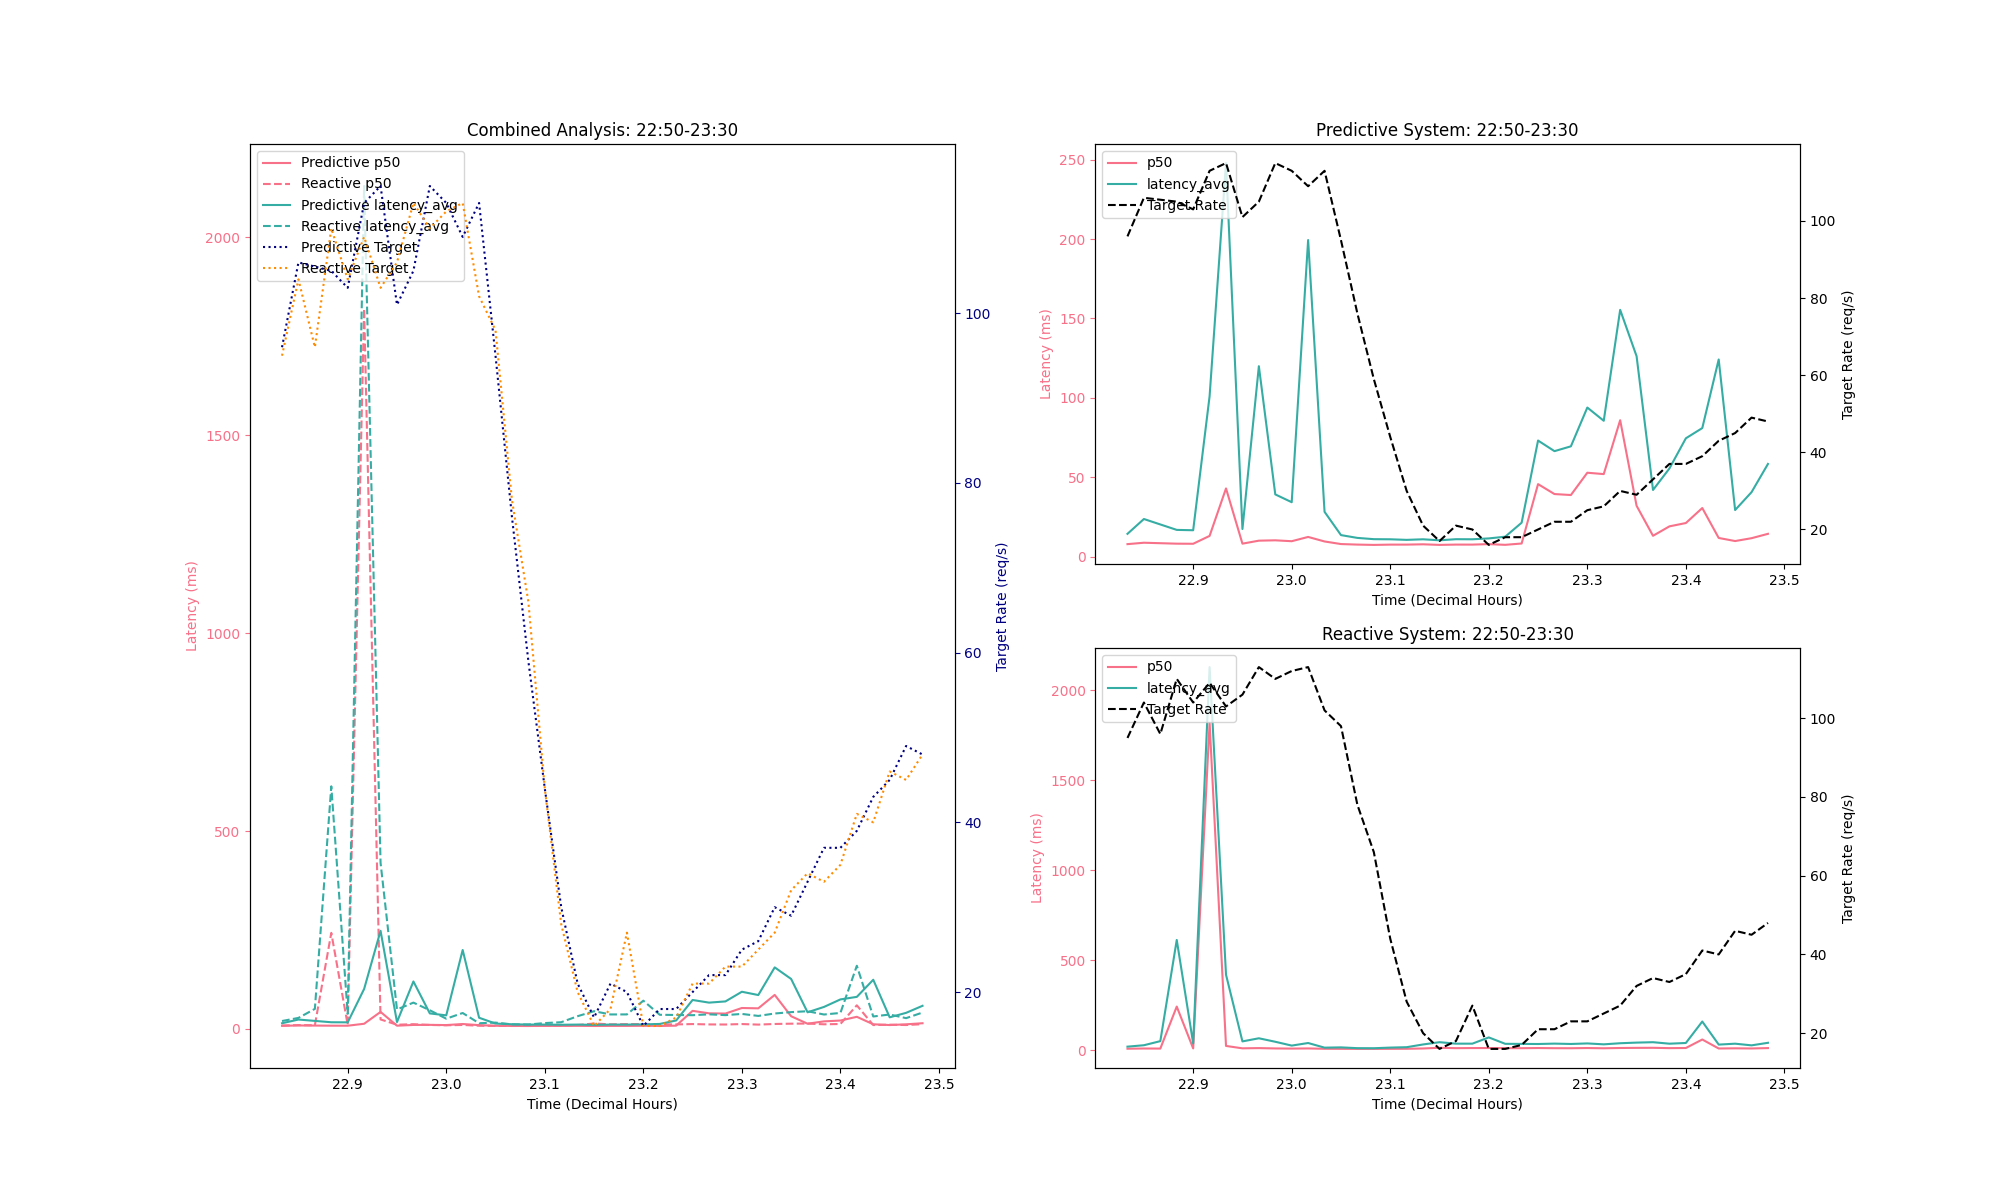 Combined Analysis: 22:50-23:30
Predictive p50
Reactive p50
Predictive latency_avg
Reactive latency_avg
Predictive Target
Reactive Target
2000
1500
1000
500
0
Latency (ms)
100
80
60
40
20
Target Rate (req/s)
22.9 23.0 23.1 23.2 23.3 23.4 23.5
Time (Decimal Hours)
Predictive System: 22:50-23:30
p50
latency_avg
Target Rate
250
200
150
100
50
0
Latency (ms)
100
80
60
40
20
Target Rate (req/s)
22.9 23.0 23.1 23.2 23.3 23.4 23.5
Time (Decimal Hours)
Reactive System: 22:50-23:30
p50
latency_avg
Target Rate
2000
1500
1000
500
0
Latency (ms)
100
80
60
40
20
Target Rate (req/s)
22.9 23.0 23.1 23.2 23.3 23.4 23.5
Time (Decimal Hours)